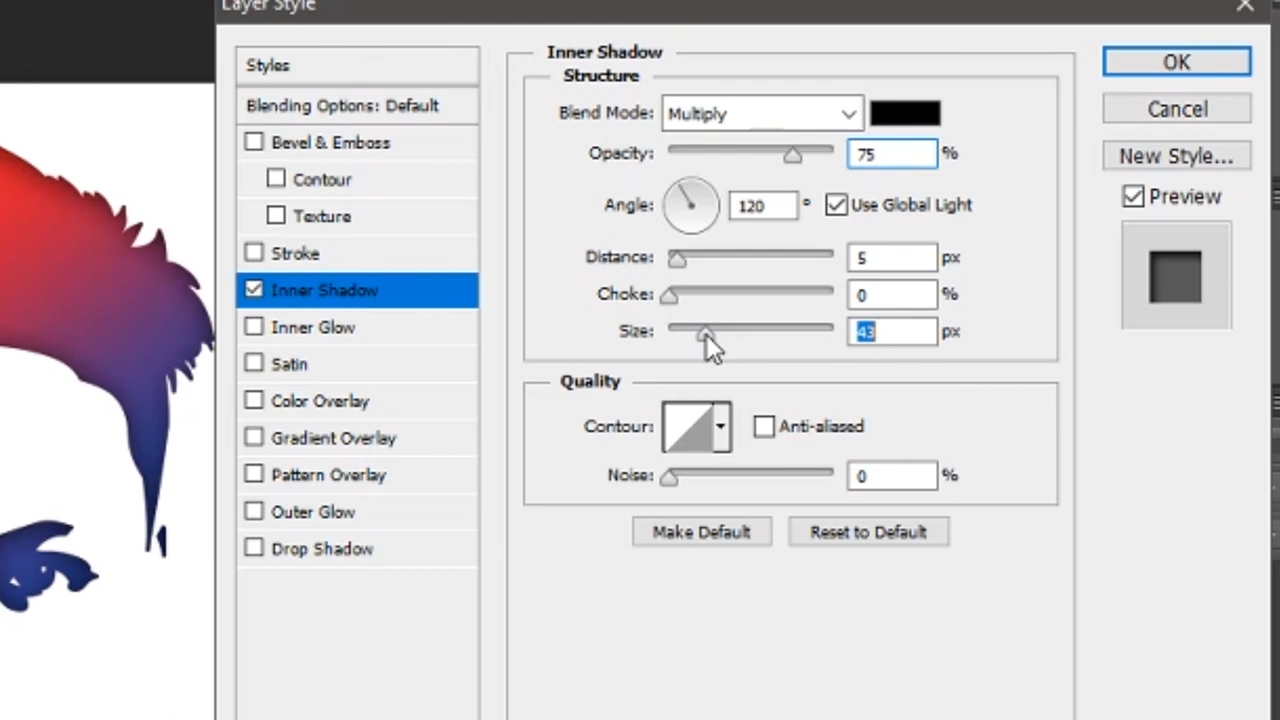 Layer Style
Styles
Blending Options: Default
Bevel & Emboss
Contour
Texture
Stroke
Inner Shadow
Inner Glow
Satin
Color Overlay
Gradient Overlay
Pattern Overlay
Outer Glow
Drop Shadow
Inner Shadow
Structure
Blend Mode: Multiply
Opacity: 75 %
Angle: 120 ° Use Global Light
Distance: 5 px
Choke: 0 %
Size: 43 px
Quality
Contour: Anti-aliased
Noise: 0 %
Make Default Reset to Default
OK
Cancel
New Style...
Preview